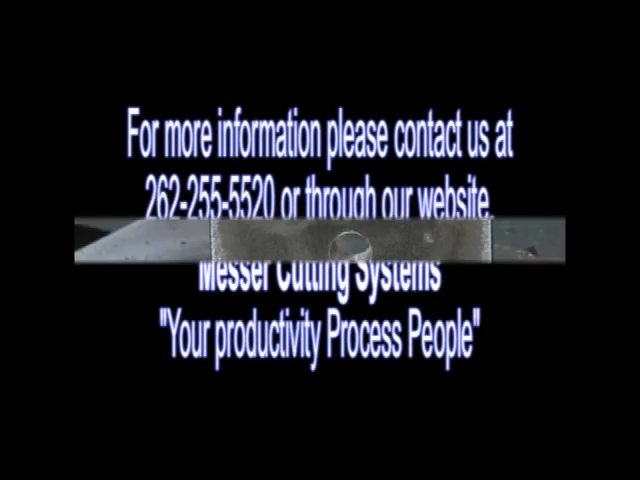 For more information please contact us at
262-255-5520 or through our website.
Messer Cutting Systems
"Your productivity Process People"